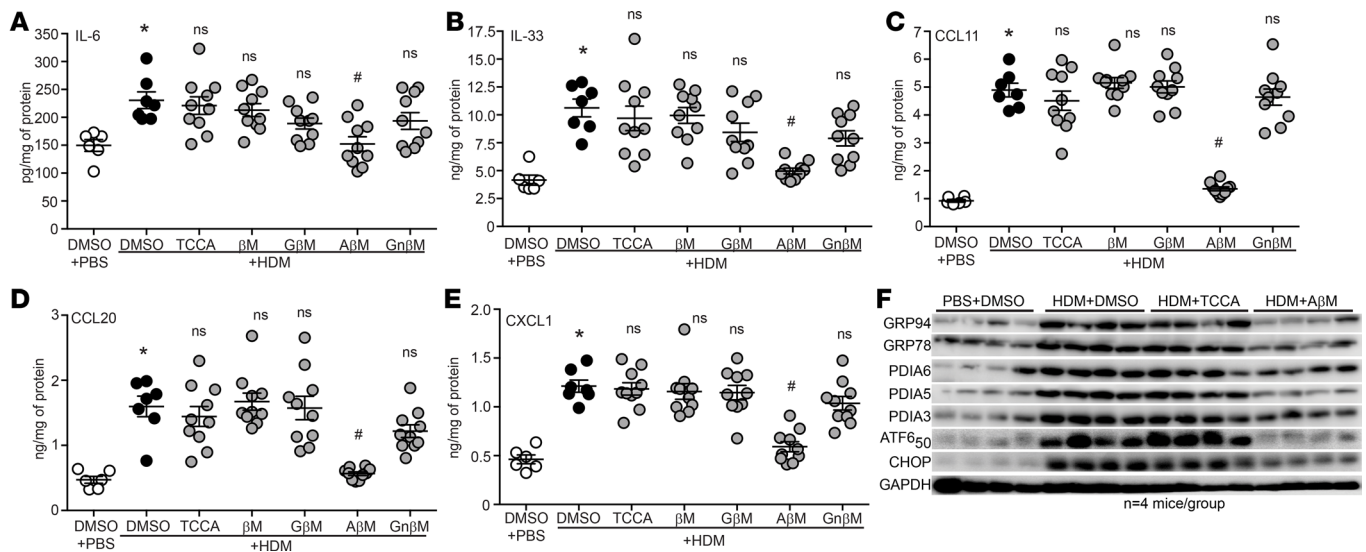 A
IL-6
pg/mg of protein
350
300
250
200
150
100
50
0
* ns ns ns # ns
DMSO +PBS
DMSO TCCA βM GβM AβM GnβM
+HDM
B
IL-33
ng/mg of protein
17.5
15.0
12.5
10.0
7.5
5.0
2.5
0
* ns ns ns # ns
DMSO +PBS
DMSO TCCA βM GβM AβM GnβM
+HDM
C
CCL11
ng/mg of protein
7
6
5
4
3
2
1
0
* ns ns ns # ns
DMSO +PBS
DMSO TCCA βM GβM AβM GnβM
+HDM
D
CCL20
ng/mg of protein
3
2
1
0
* ns ns ns # ns
DMSO +PBS
DMSO TCCA βM GβM AβM GnβM
+HDM
E
CXCL1
ng/mg of protein
2.0
1.5
1.0
0.5
0
* ns ns ns # ns
DMSO +PBS
DMSO TCCA βM GβM AβM GnβM
+HDM
F
PBS+DMSO HDM+DMSO HDM+TCCA HDM+AβM
GRP94
GRP78
PDIA6
PDIA5
PDIA3
ATF650
CHOP
GAPDH
n=4 mice/group